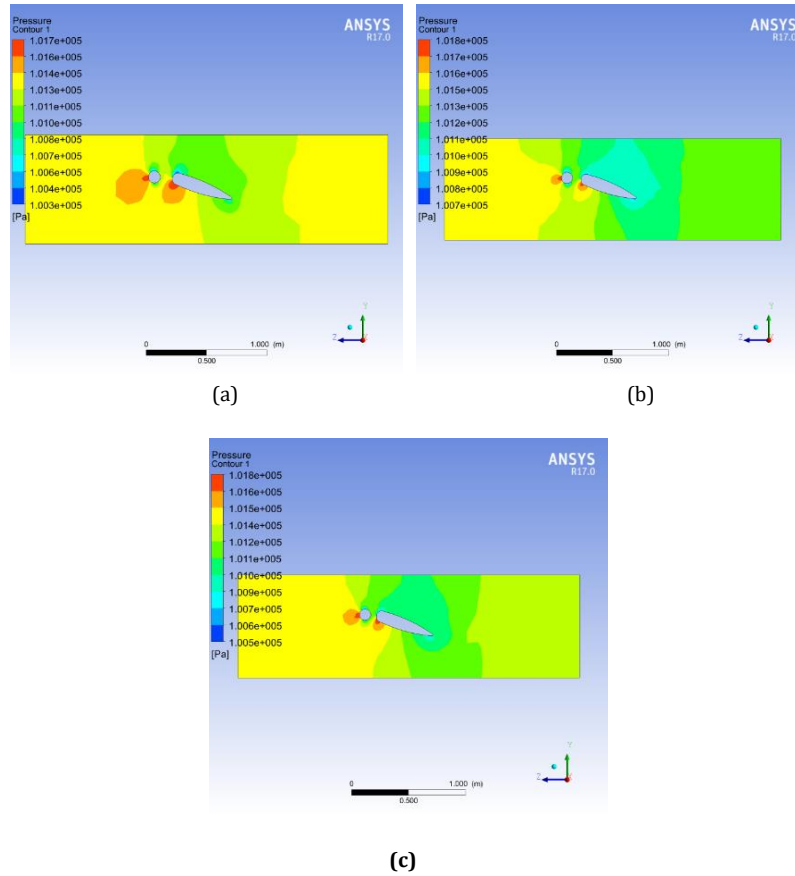 Pressure
Contour 1
1.017e+005
1.016e+005
1.014e+005
1.013e+005
1.011e+005
1.010e+005
1.008e+005
1.007e+005
1.006e+005
1.004e+005
1.003e+005
[Pa]
ANSYS
R17.0
Y
Z
X
0
1.000 (m)
0.500
(a)
Pressure
Contour 1
1.018e+005
1.017e+005
1.016e+005
1.015e+005
1.013e+005
1.012e+005
1.011e+005
1.010e+005
1.009e+005
1.008e+005
1.007e+005
[Pa]
ANSYS
R17.0
Y
Z
X
0
1.000 (m)
0.500
(b)
Pressure
Contour 1
1.018e+005
1.016e+005
1.015e+005
1.014e+005
1.012e+005
1.011e+005
1.010e+005
1.009e+005
1.007e+005
1.006e+005
1.005e+005
[Pa]
ANSYS
R17.0
Y
Z
X
0
1.000 (m)
0.500
(c)